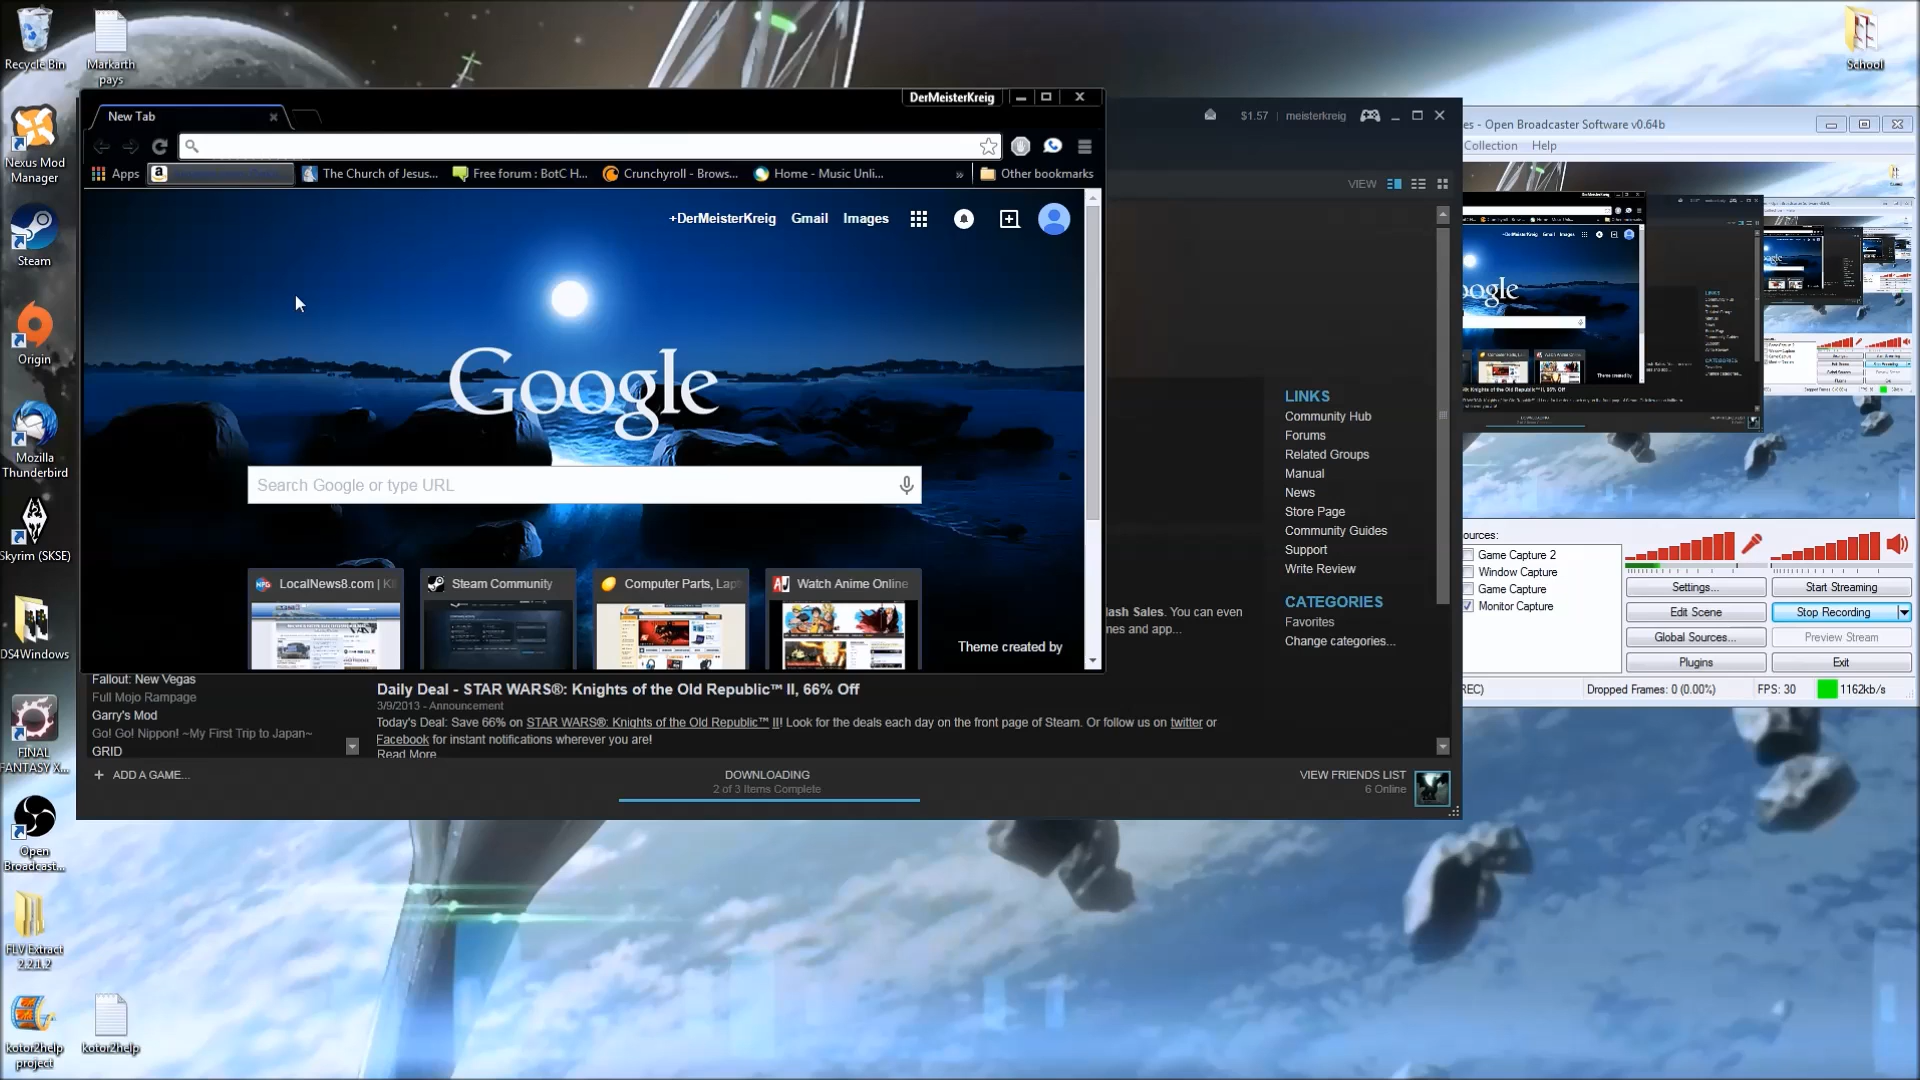 Recycle Bin
Markarth
pays
School
Nexus Mod
Manager
Steam
Origin
Mozilla
Thunderbird
Skyrim (SKSE)
DS4Windows
FINAL
FANTASY X...
Open
Broadcast...
FLV Extract
2.2.1.2
kotor2help
project
kotor2help
DerMeisterKreig
New Tab
Apps
The Church of Jesus...
Free forum : BotC H...
Crunchyroll - Brows...
Home - Music Unli...
»
Other bookmarks
+DerMeisterKreig
Gmail
Images
Google
Search Google or type URL
LocalNews8.com | KI
Steam Community
Computer Parts, Lap
Watch Anime Online
Theme created by
$1.57
meisterkreig
VIEW
LINKS
Community Hub
Forums
Related Groups
Manual
News
Store Page
Community Guides
Support
Write Review
CATEGORIES
Favorites
Change categories...
lash Sales. You can even
mes and app...
Fallout: New Vegas
Full Mojo Rampage
Garry's Mod
Go! Go! Nippon! ~My First Trip to Japan~
GRID
Daily Deal - STAR WARS®: Knights of the Old Republic™ II, 66% Off
3/9/2013 - Announcement
Today's Deal: Save 66% on STAR WARS®: Knights of the Old Republic™ II! Look for the deals each day on the front page of Steam. Or follow us on twitter or
Facebook for instant notifications wherever you are!
Read More
+ ADD A GAME...
DOWNLOADING
2 of 3 Items Complete
VIEW FRIENDS LIST
6 Online
es - Open Broadcaster Software v0.64b
Collection
Help
oogle
ources:
Game Capture 2
Window Capture
Game Capture
Monitor Capture
Settings...
Start Streaming
Edit Scene
Stop Recording
Global Sources...
Preview Stream
Plugins
Exit
REC)
Dropped Frames: 0 (0.00%)
FPS: 30
1162kb/s